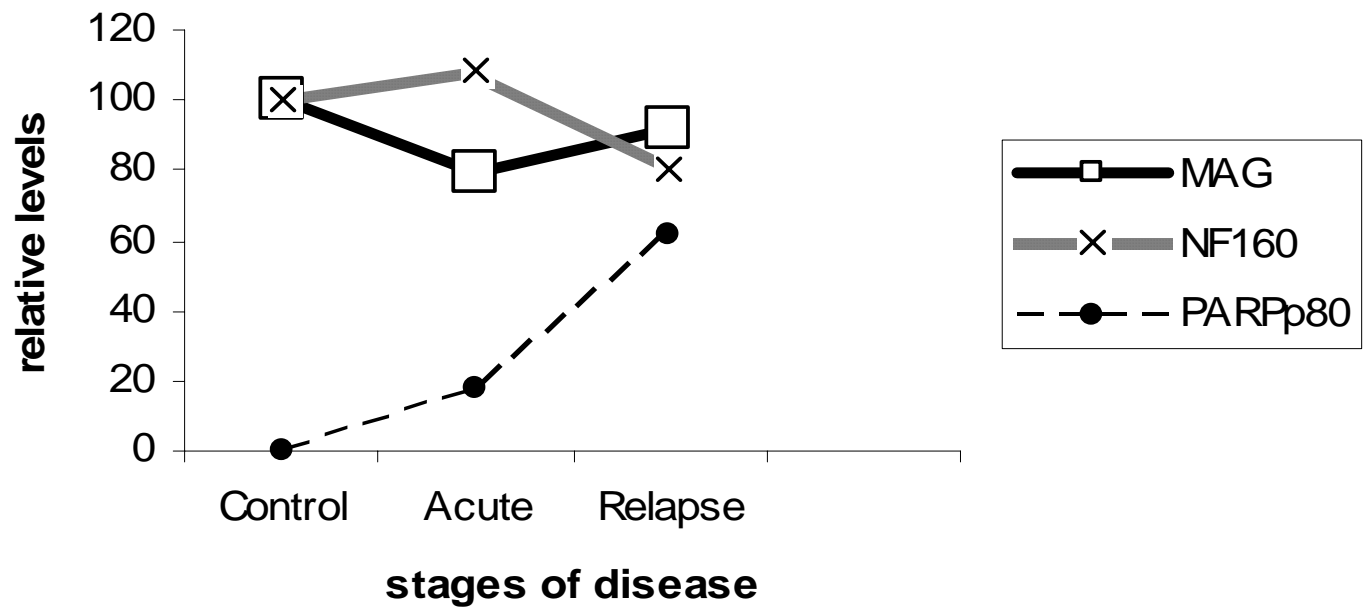 120
100
80
60
40
20
0
relative levels
Control Acute Relapse
stages of disease
MAG
NF160
PARPp80